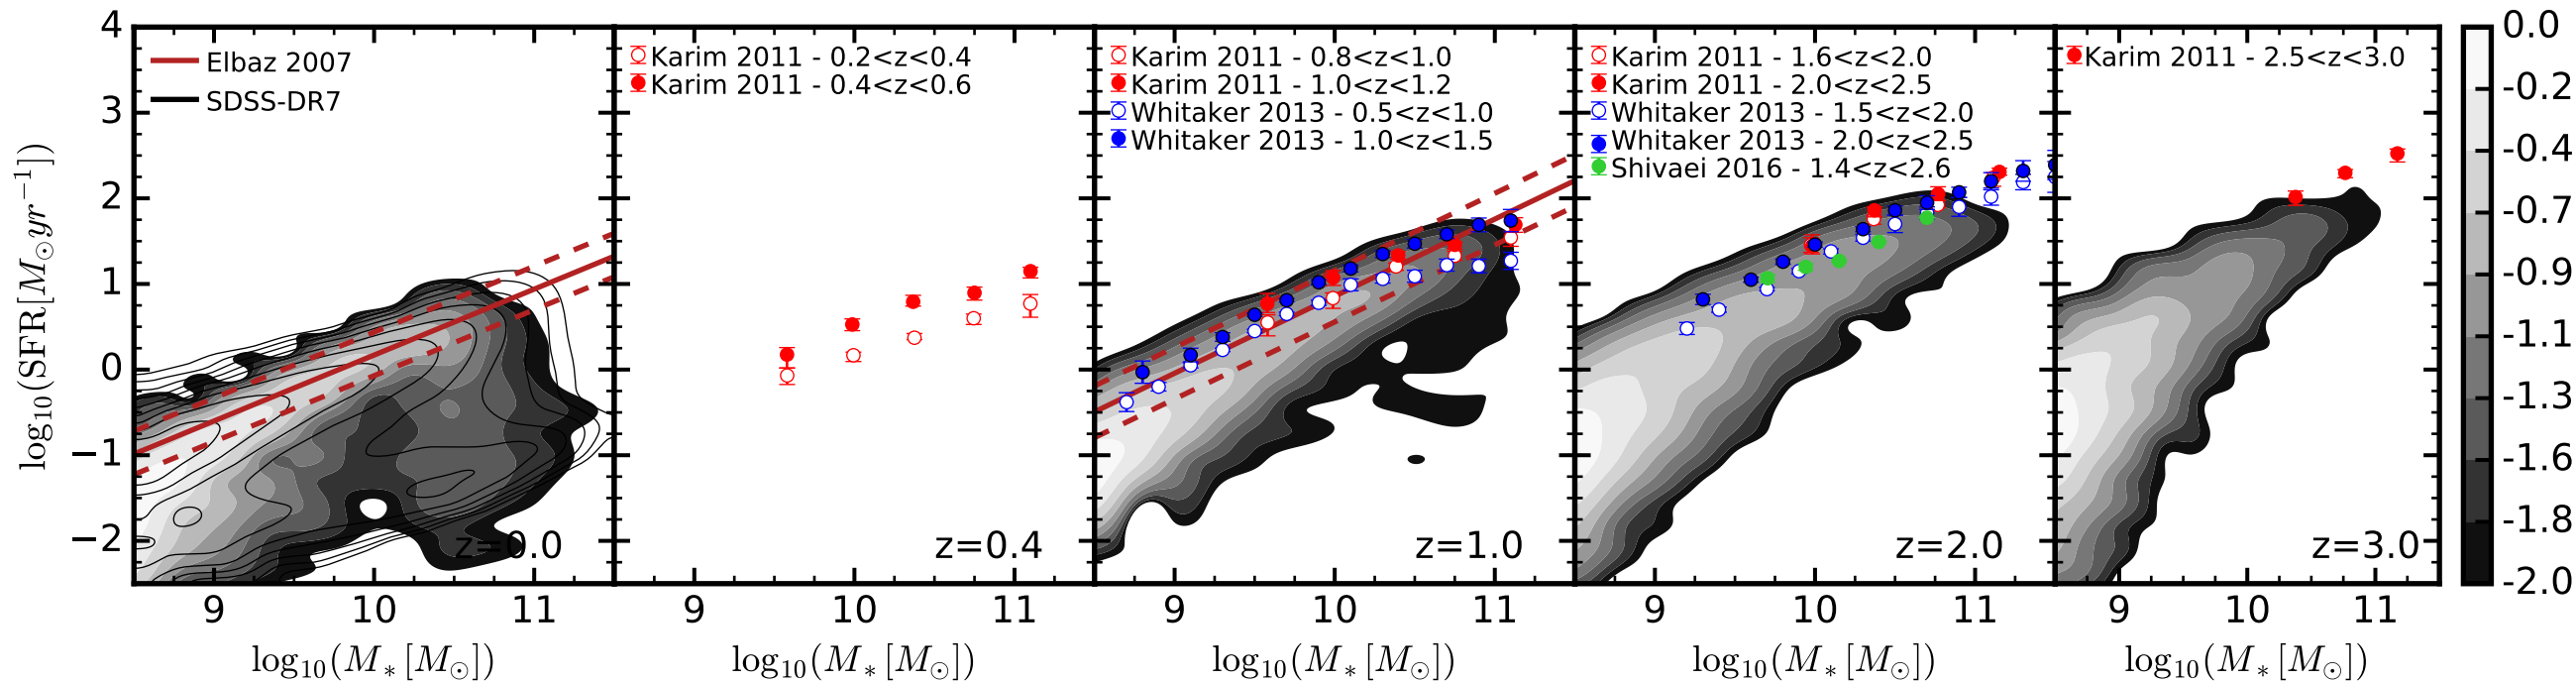 log10(SFR[M⊙yr−1])
4
3
2
1
0
−1
−2
Elbaz 2007
SDSS-DR7
z=0.0
9 10 11
log10(M∗[M⊙])
Karim 2011 - 0.2<z<0.4
Karim 2011 - 0.4<z<0.6
z=0.4
9 10 11
log10(M∗[M⊙])
Karim 2011 - 0.8<z<1.0
Karim 2011 - 1.0<z<1.2
Whitaker 2013 - 0.5<z<1.0
Whitaker 2013 - 1.0<z<1.5
z=1.0
9 10 11
log10(M∗[M⊙])
Karim 2011 - 1.6<z<2.0
Karim 2011 - 2.0<z<2.5
Whitaker 2013 - 1.5<z<2.0
Whitaker 2013 - 2.0<z<2.5
Shivaei 2016 - 1.4<z<2.6
z=2.0
9 10 11
log10(M∗[M⊙])
Karim 2011 - 2.5<z<3.0
z=3.0
9 10 11
log10(M∗[M⊙])
0.0
-0.2
-0.4
-0.7
-0.9
-1.1
-1.3
-1.6
-1.8
-2.0